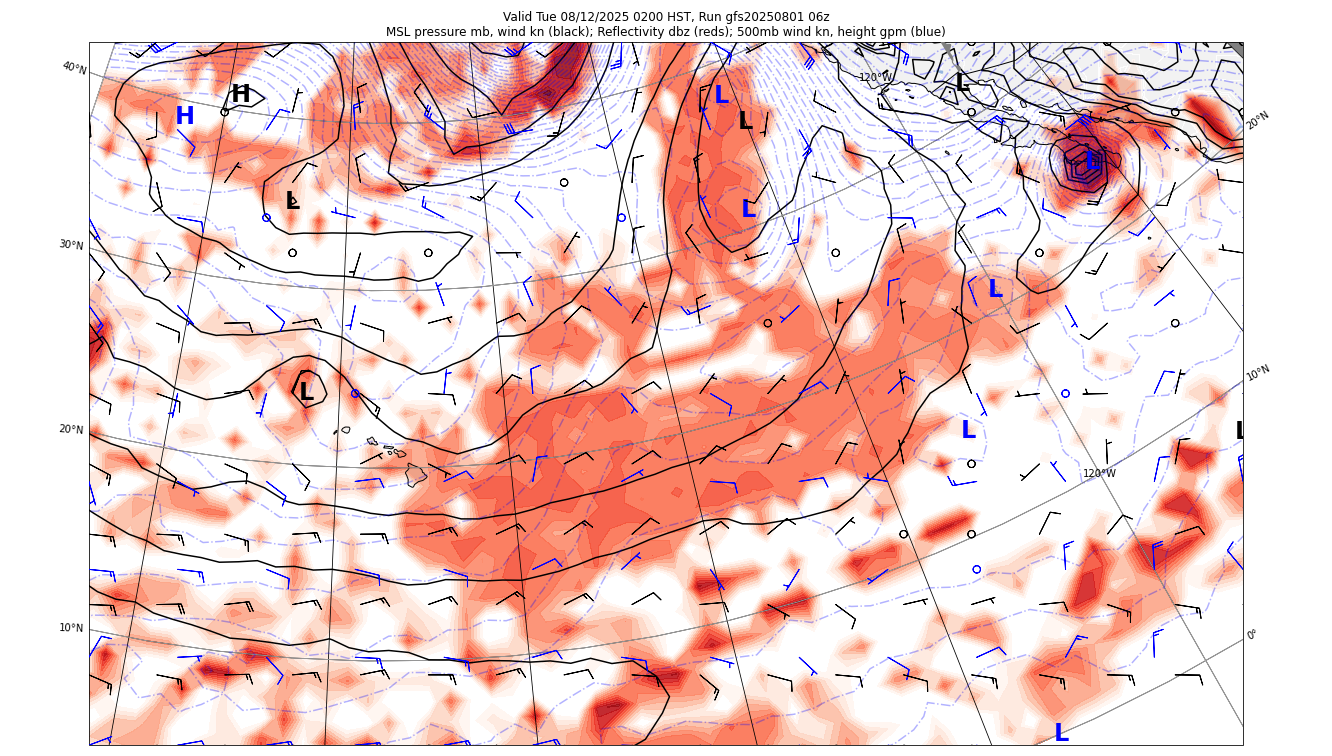 Valid Tue 08/12/2025 0200 HST, Run gfs20250801 06z
MSL pressure mb, wind kn (black); Reflectivity dbz (reds); 500mb wind kn, height gpm (blue)
40°N
120°W
20°N
H
H
L
L
L
L
L
L
30°N
L
L
10°N
20°N
L
L
120°W
10°N
0°
L